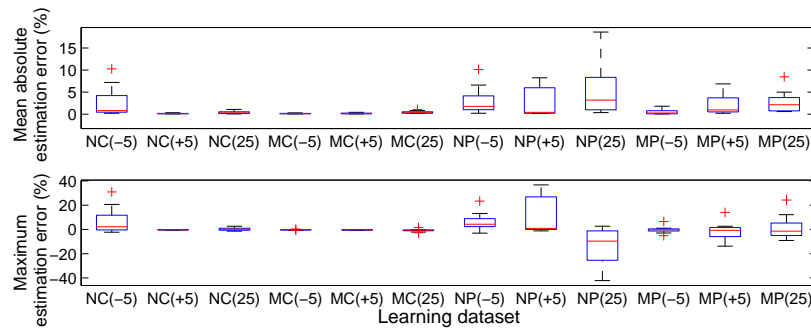 Mean absolute
estimation error (%)
15
10
5
0
NC(−5) NC(+5) NC(25) MC(−5) MC(+5) MC(25) NP(−5) NP(+5) NP(25) MP(−5) MP(+5) MP(25)
Maximum
estimation error (%)
40
20
0
−20
−40
NC(−5) NC(+5) NC(25) MC(−5) MC(+5) MC(25) NP(−5) NP(+5) NP(25) MP(−5) MP(+5) MP(25)
Learning dataset